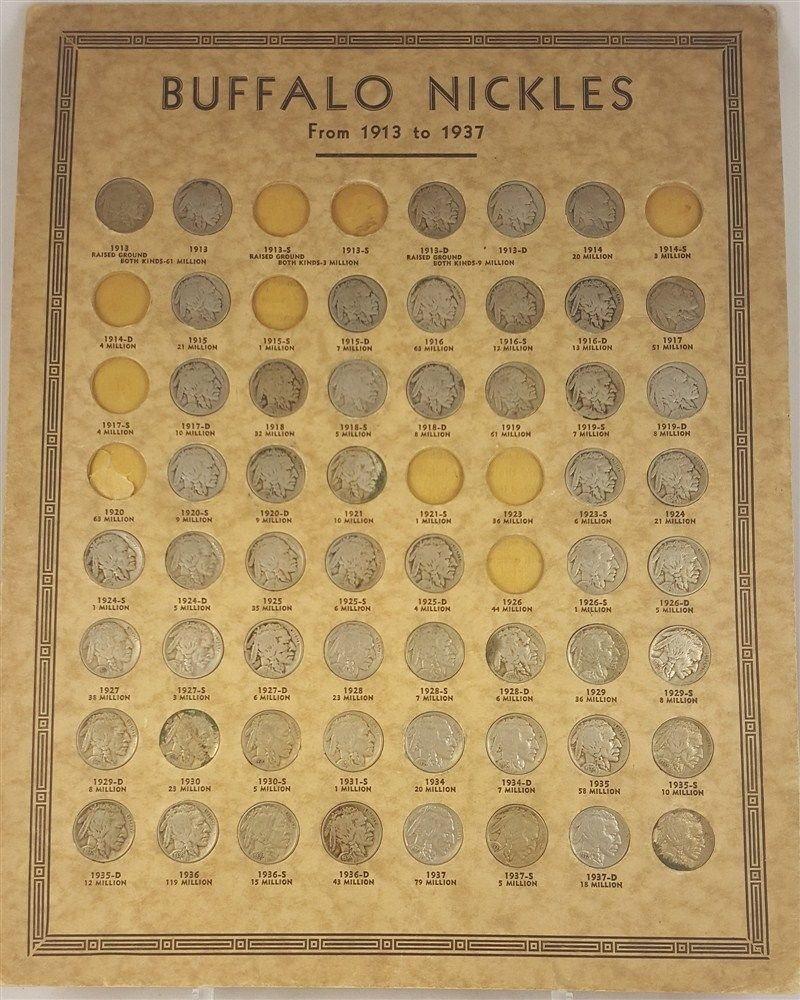 BUFFALO NICKLES
From 1913 to 1937
1913 1913 1913-S 1913-S 1913-D 1913-D 1914 1914-S
RAISED GROUND RAISED GROUND RAISED GROUND 20 MILLION 3 MILLION
BOTH KINDS-61 MILLION BOTH KINDS-3 MILLION BOTH KINDS-9 MILLION
1914-D 1915 1915-S 1915-D 1916 1916-S 1916-D 1917
4 MILLION 21 MILLION 1 MILLION 7 MILLION 63 MILLION 12 MILLION 13 MILLION 51 MILLION
1917-S 1917-D 1918 1918-S 1918-D 1919 1919-S 1919-D
4 MILLION 10 MILLION 32 MILLION 5 MILLION 8 MILLION 61 MILLION 7 MILLION 8 MILLION
1920 1920-S 1920-D 1921 1921-S 1923 1923-S 1924
63 MILLION 9 MILLION 9 MILLION 10 MILLION 1 MILLION 36 MILLION 6 MILLION 21 MILLION
1924-S 1924-D 1925 1925-S 1925-D 1926 1926-S 1926-D
1 MILLION 5 MILLION 35 MILLION 6 MILLION 4 MILLION 44 MILLION 1 MILLION 5 MILLION
1927 1927-S 1927-D 1928 1928-S 1928-D 1929 1929-S
38 MILLION 3 MILLION 6 MILLION 23 MILLION 7 MILLION 6 MILLION 36 MILLION 8 MILLION
1929-D 1930 1930-S 1931-S 1934 1934-D 1935 1935-S
8 MILLION 23 MILLION 5 MILLION 1 MILLION 20 MILLION 7 MILLION 58 MILLION 10 MILLION
1935-D 1936 1936-S 1936-D 1937 1937-S 1937-D
12 MILLION 119 MILLION 15 MILLION 43 MILLION 79 MILLION 5 MILLION 18 MILLION